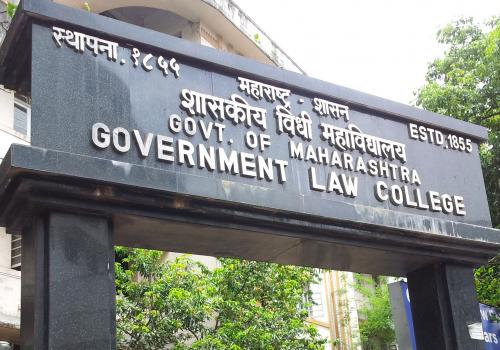 स्थापना. १८५५
महाराष्ट्र - शासन
शासकीय विधी महाविद्यालय
ESTD. 1855
GOVT. OF MAHARASHTRA
GOVERNMENT LAW COLLEGE